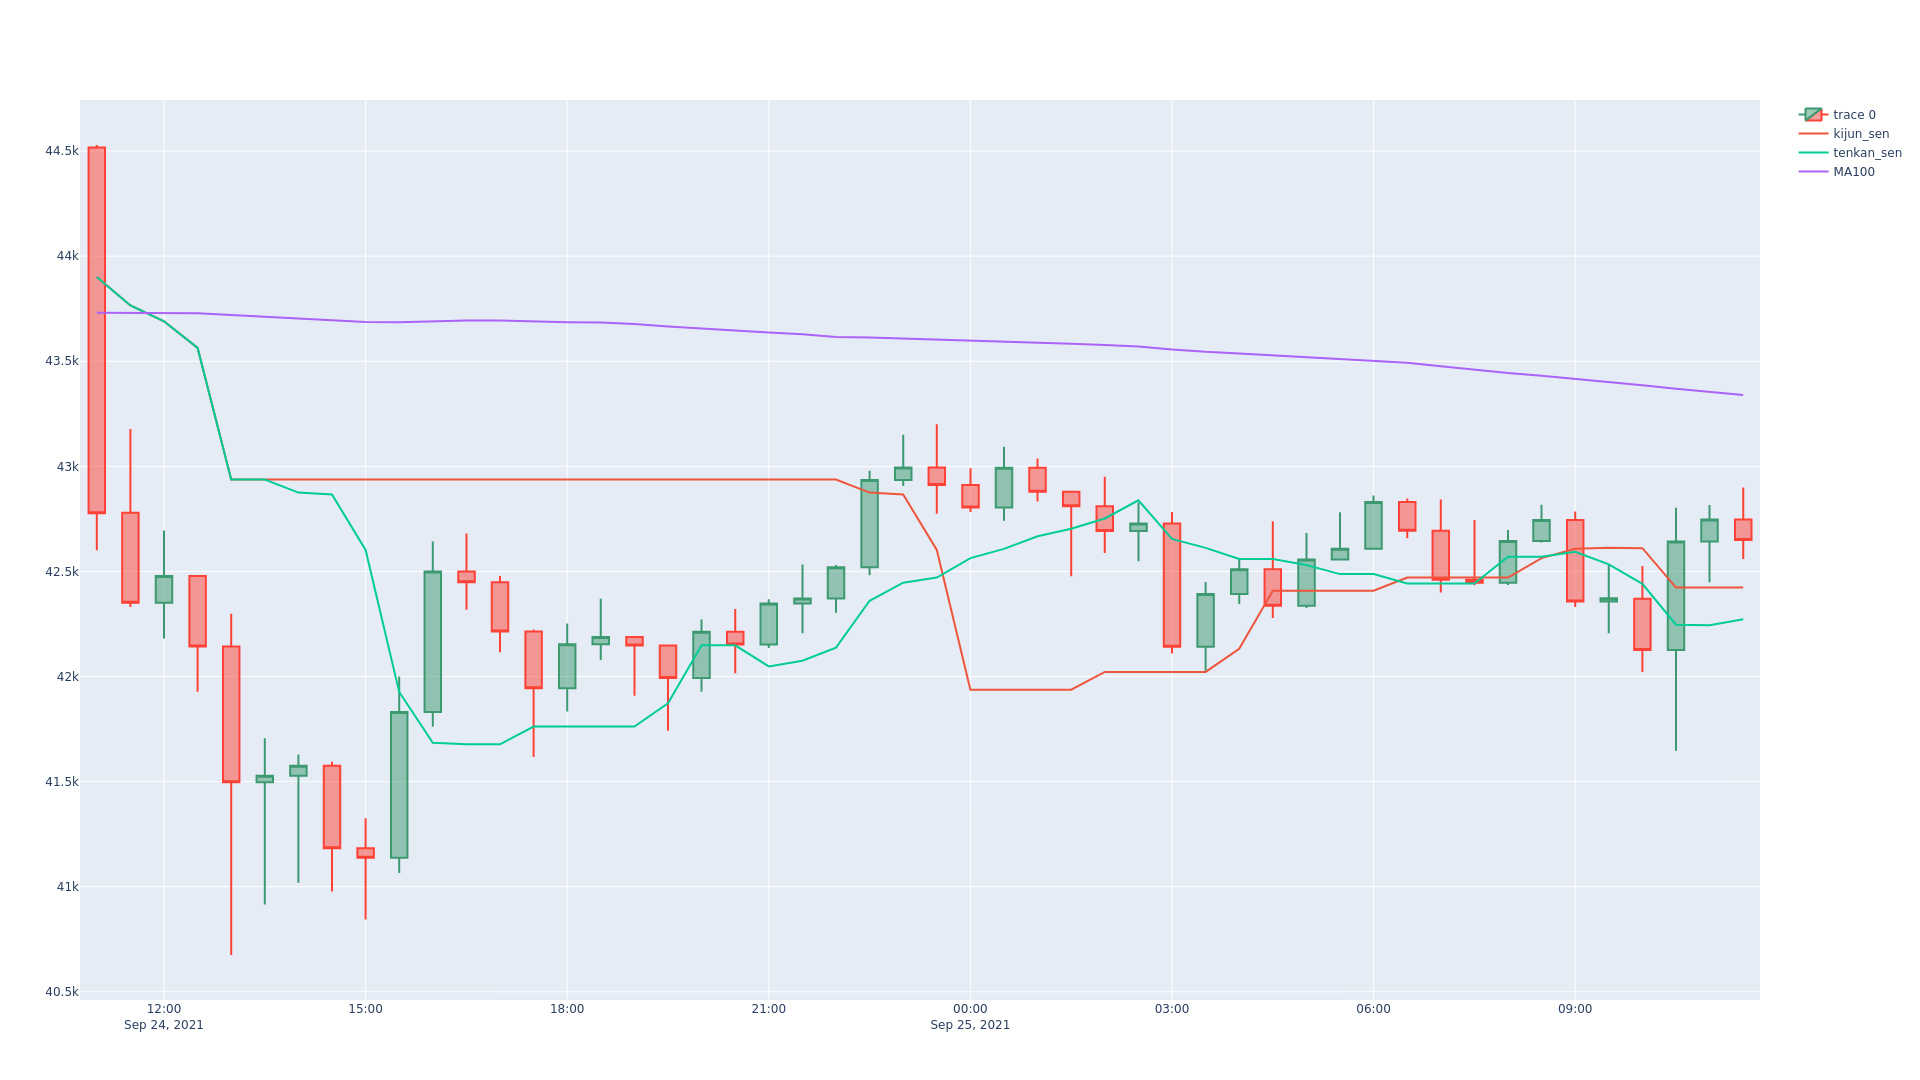 trace 0
kijun_sen
tenkan_sen
MA100
44.5k
44k
43.5k
43k
42.5k
42k
41.5k
41k
40.5k
12:00 15:00 18:00 21:00 00:00 03:00 06:00 09:00
Sep 24, 2021 Sep 25, 2021